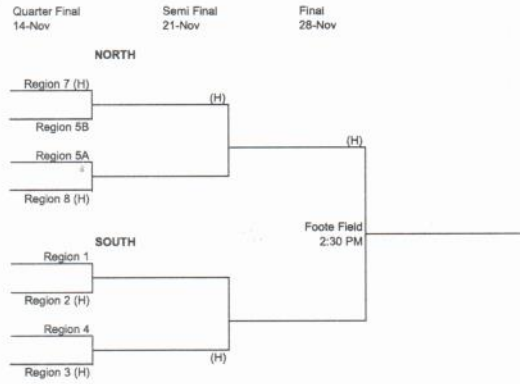 Quarter Final Semi Final Final
14-Nov 21-Nov 28-Nov
NORTH
Region 7 (H)
(H)
Region 5B
(H)
Region 5A
Region 8 (H)
Foote Field
2:30 PM
SOUTH
Region 1
Region 2 (H)
Region 4
(H)
Region 3 (H)